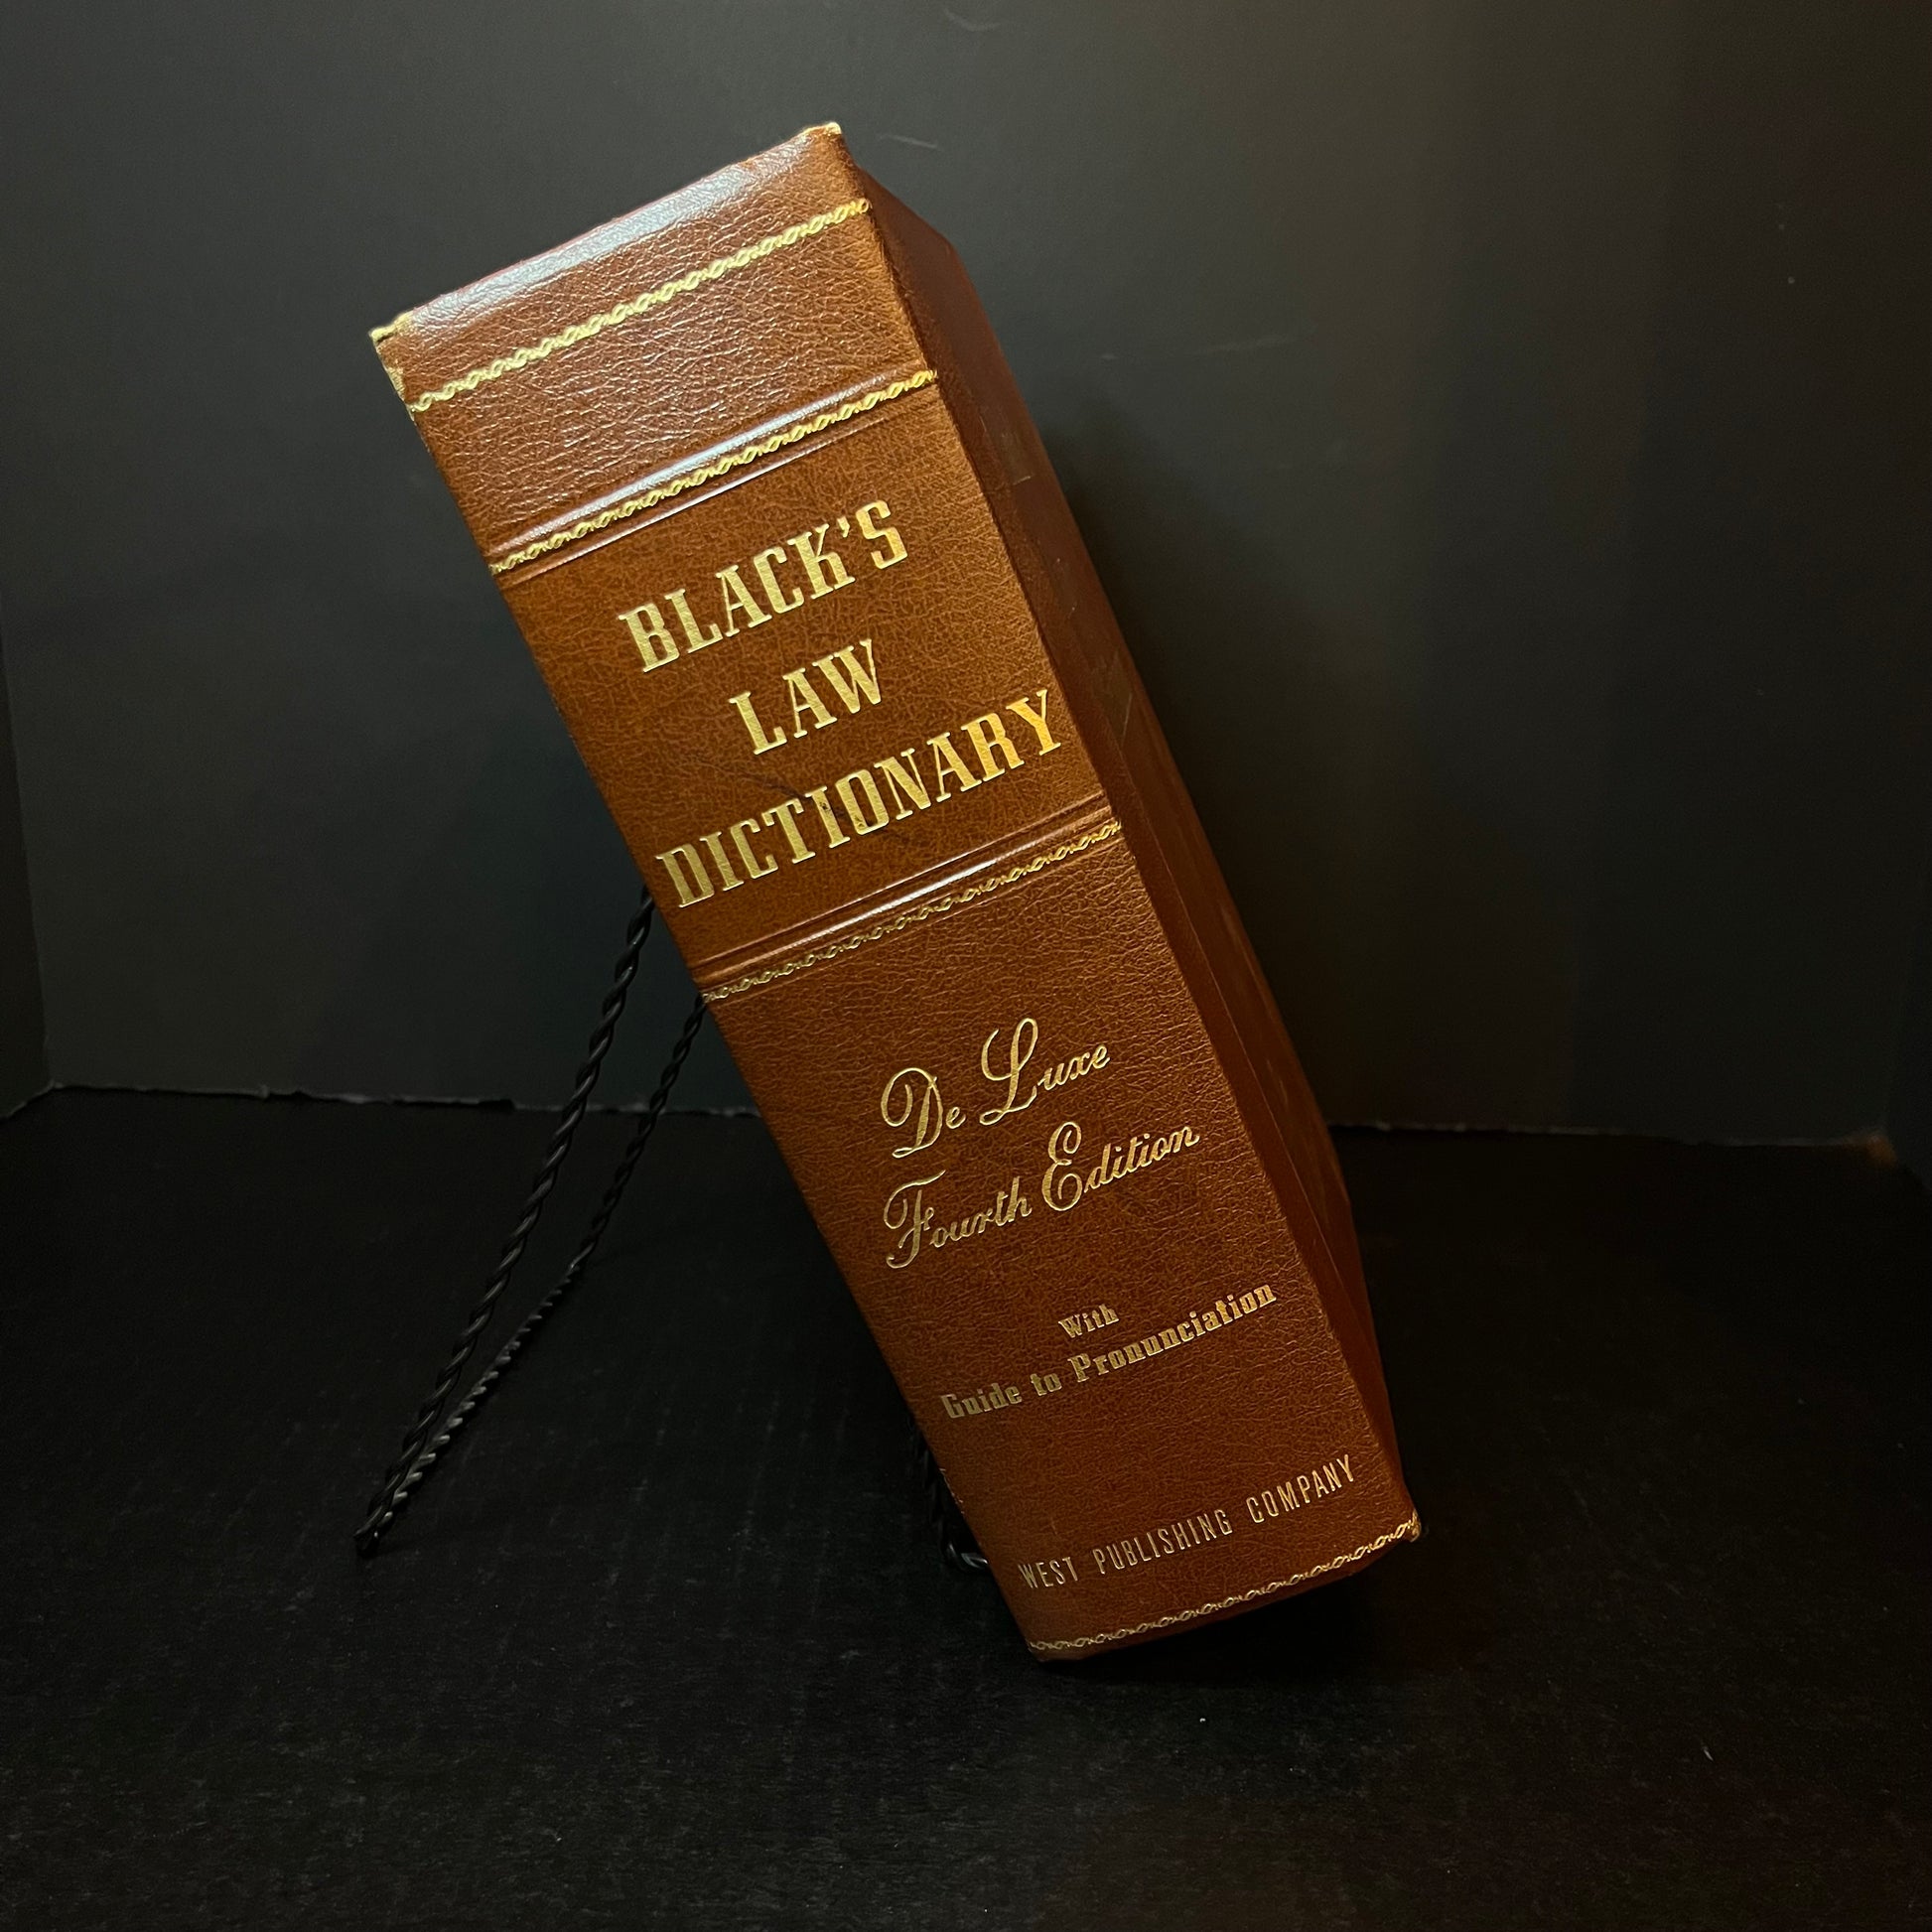 BLACK'S
LAW
DICTIONARY
De Luxe
Fourth Edition
With
Guide to Pronunciation
WEST PUBLISHING COMPANY